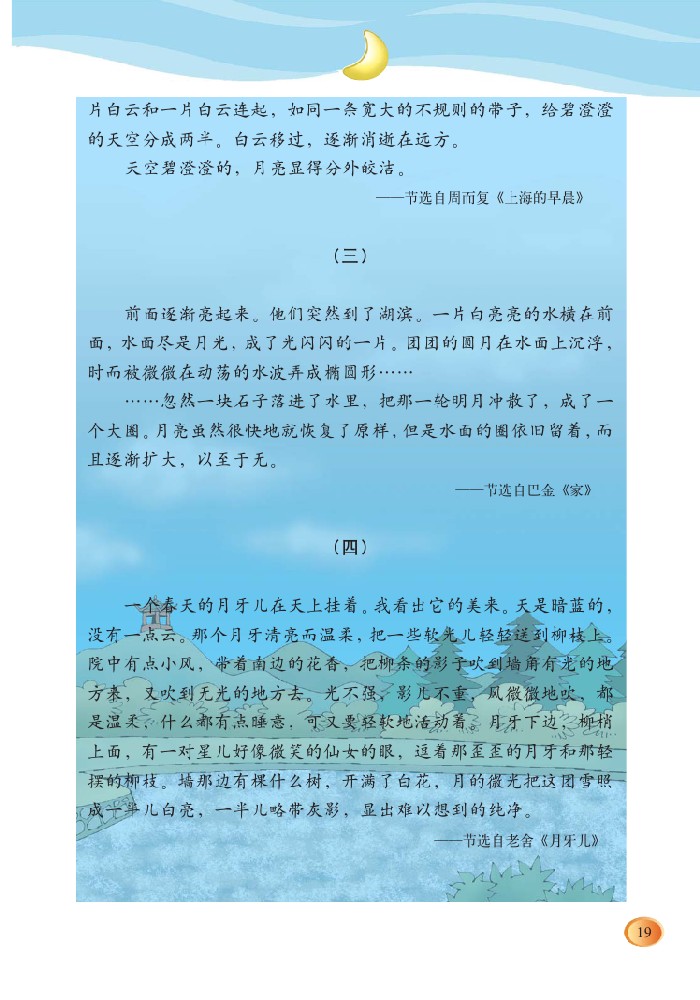 片白云和一片白云连起，如同一条宽大的不规则的带子，给碧澄澄
的天空分成两半。白云移过，逐渐消逝在远方。
天空碧澄澄的，月亮显得分外皎洁。
——节选自周而复《上海的早晨》
（三）
前面逐渐亮起来。他们突然到了湖滨。一片白亮亮的水横在前
面，水面尽是月光，成了光闪闪的一片。团团的圆月在水面上沉浮，
时而被微微在动荡的水波弄成椭圆形……
……忽然一块石子落进了水里，把那一轮明月冲散了，成了一
个大圈。月亮虽然很快地就恢复了原样，但是水面的圈依旧留着，而
且逐渐扩大，以至于无。
——节选自巴金《家》
（四）
一个春天的月牙儿在天上挂着。我看出它的美来。天是暗蓝的，
没有一点云。那个月牙清亮而温柔，把一些软光儿轻轻送到柳枝上。
院中有点小风，带着南边的花香，把柳条的影子吹到墙角有光的地
方来，又吹到无光的地方去。光不强，影儿不重，风微微地吹，都
是温柔，什么都有点睡意，可又要轻软地活动着。月牙下边，柳梢
上面，有一对星儿好像微笑的仙女的眼，逗着那歪歪的月牙和那轻
摆的柳枝。墙那边有棵什么树，开满了白花，月的微光把这团雪照
成一半儿白亮，一半儿略带灰影，显出难以想到的纯净。
——节选自老舍《月牙儿》
19